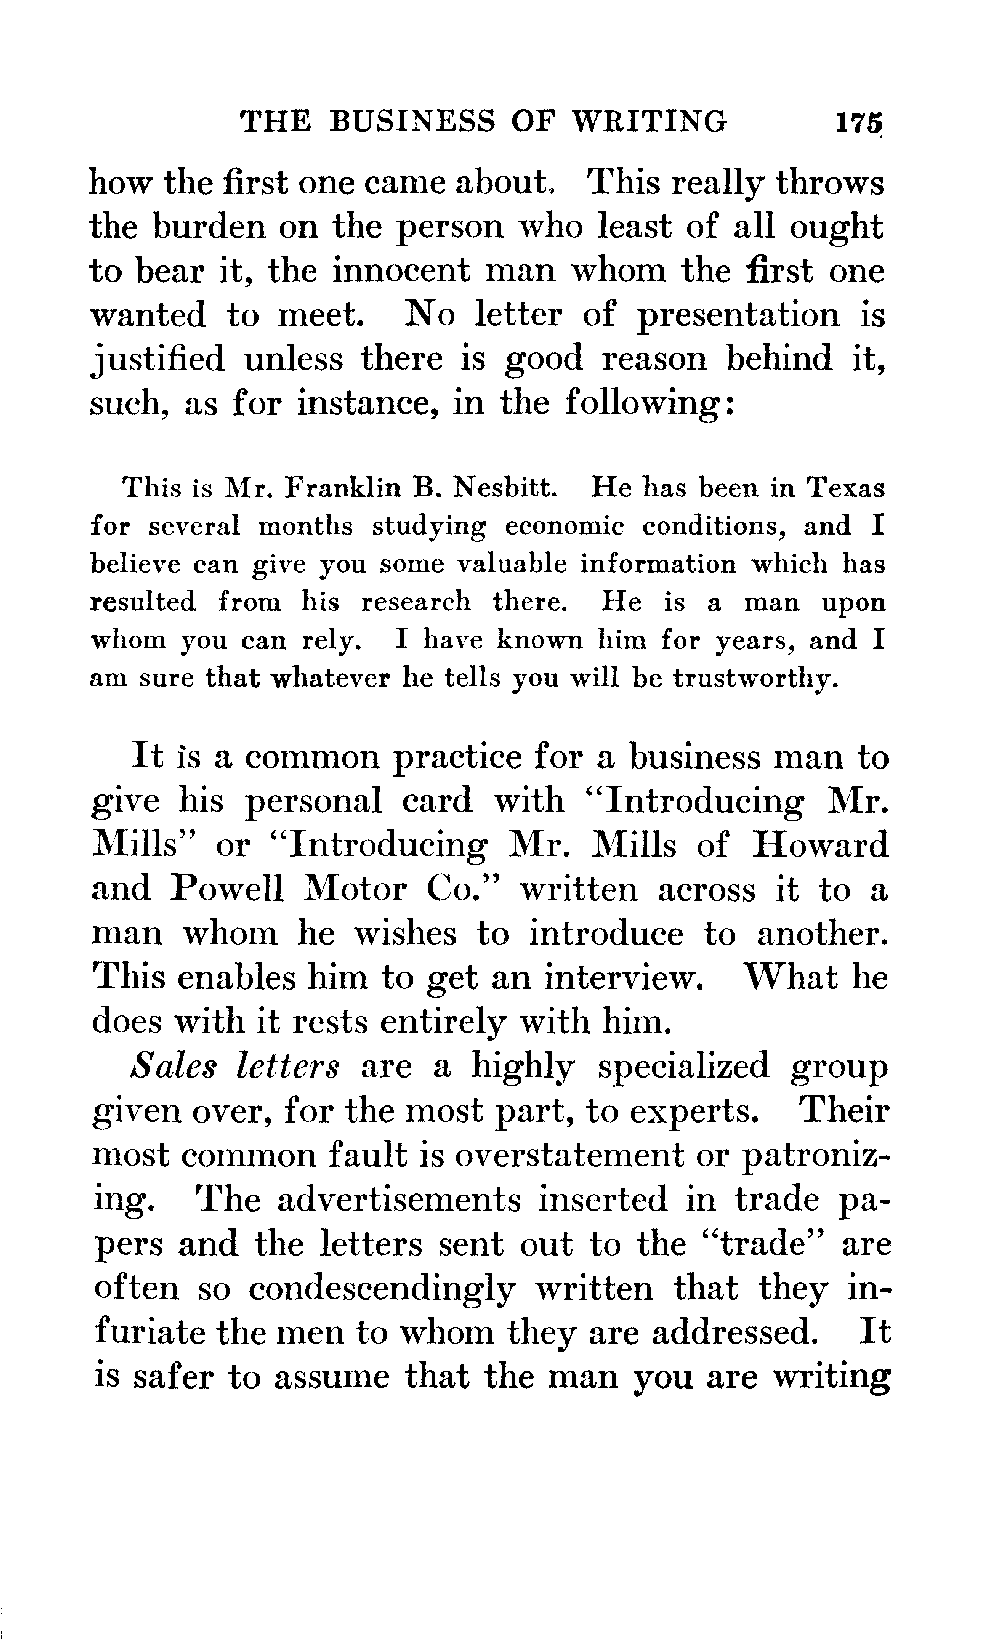 THE BUSINESS OF WRITING 175
how the first one came about. This really throws
the burden on the person who least of all ought
to bear it, the innocent man whom the first one
wanted to meet. No letter of presentation is
justified unless there is good reason behind it,
such, as for instance, in the following:
This is Mr. Franklin B. Nesbitt. He has been in Texas
for several months studying economic conditions, and I
believe can give you some valuable information which has
resulted from his research there. He is a man upon
whom you can rely. I have known him for years, and I
am sure that whatever he tells you will be trustworthy.
It is a common practice for a business man to
give his personal card with “Introducing Mr.
Mills” or “Introducing Mr. Mills of Howard
and Powell Motor Co.” written across it to a
man whom he wishes to introduce to another.
This enables him to get an interview. What he
does with it rests entirely with him.
Sales letters are a highly specialized group
given over, for the most part, to experts. Their
most common fault is overstatement or patroniz-
ing. The advertisements inserted in trade pa-
pers and the letters sent out to the “trade” are
often so condescendingly written that they in-
furiate the men to whom they are addressed. It
is safer to assume that the man you are writing